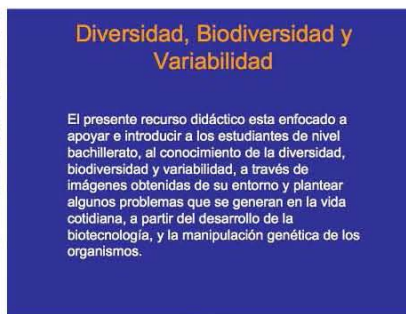 Diversidad, Biodiversidad y
Variabilidad
El presente recurso didáctico esta enfocado a
apoyar e introducir a los estudiantes de nivel
bachillerato, al conocimiento de la diversidad,
biodiversidad y variabilidad, a través de
imágenes obtenidas de su entorno y plantear
algunos problemas que se generan en la vida
cotidiana, a partir del desarrollo de la
biotecnología, y la manipulación genética de los
organismos.